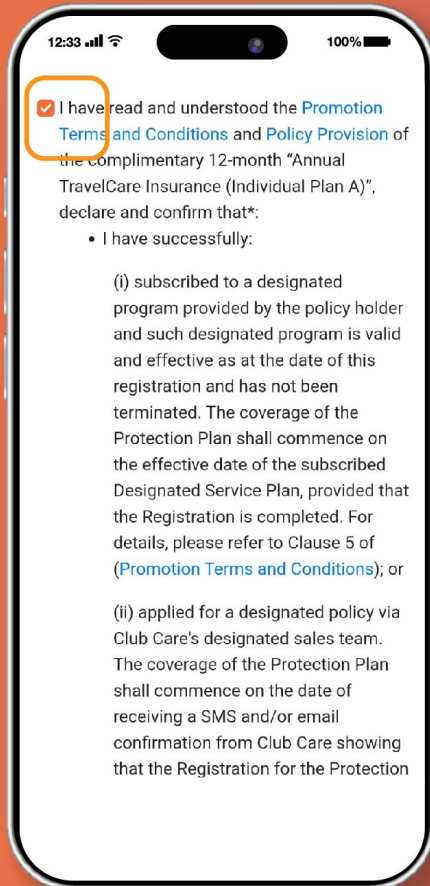 12:33
100%
I have read and understood the Promotion
Terms and Conditions and Policy Provision of
the complimentary 12-month “Annual
TravelCare Insurance (Individual Plan A)”,
declare and confirm that*:
• I have successfully:
(i) subscribed to a designated
program provided by the policy holder
and such designated program is valid
and effective as at the date of this
registration and has not been
terminated. The coverage of the
Protection Plan shall commence on
the effective date of the subscribed
Designated Service Plan, provided that
the Registration is completed. For
details, please refer to Clause 5 of
(Promotion Terms and Conditions); or
(ii) applied for a designated policy via
Club Care's designated sales team.
The coverage of the Protection Plan
shall commence on the date of
receiving a SMS and/or email
confirmation from Club Care showing
that the Registration for the Protection